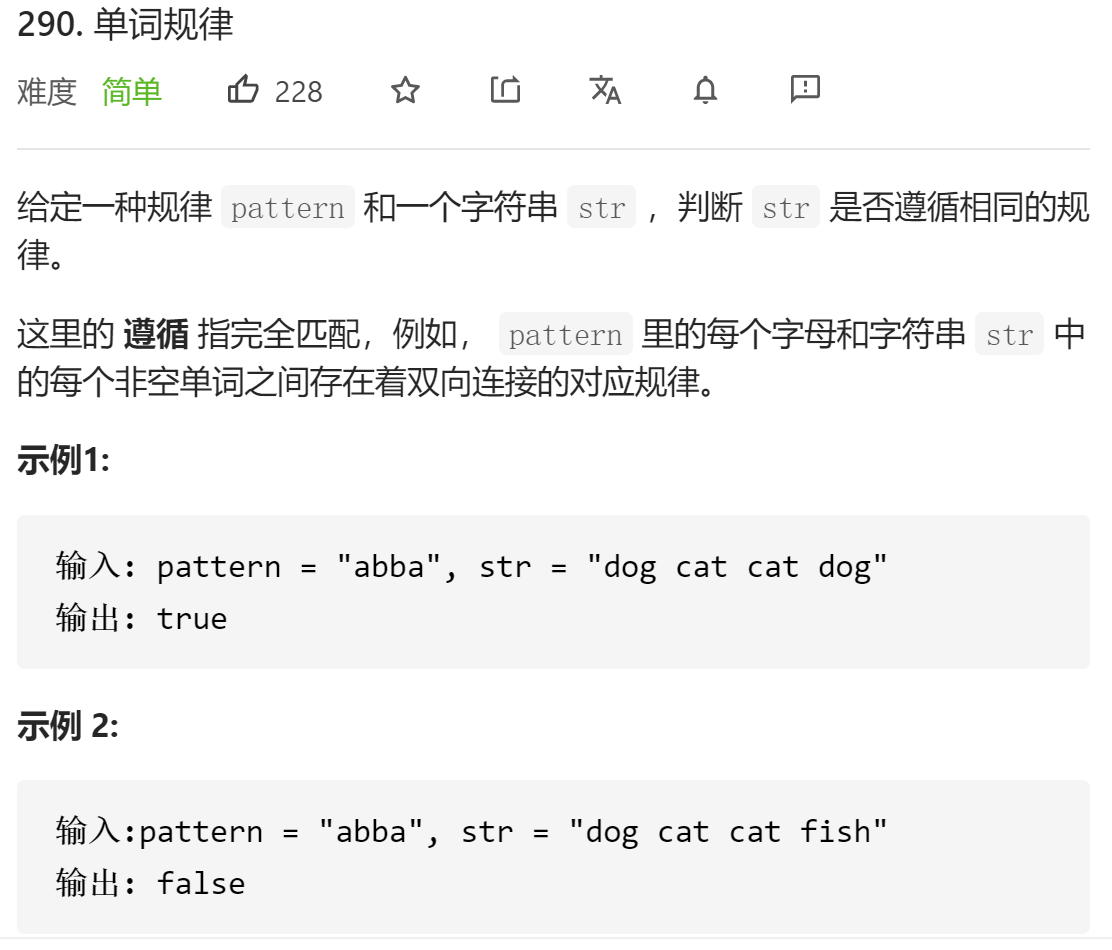 290. 单词规律
难度 简单 228
给定一种规律 pattern 和一个字符串 str ，判断 str 是否遵循相同的规
律。
这里的 遵循 指完全匹配，例如， pattern 里的每个字母和字符串 str 中
的每个非空单词之间存在着双向连接的对应规律。
示例1:
输入: pattern = "abba", str = "dog cat cat dog"
输出: true
示例 2:
输入:pattern = "abba", str = "dog cat cat fish"
输出: false